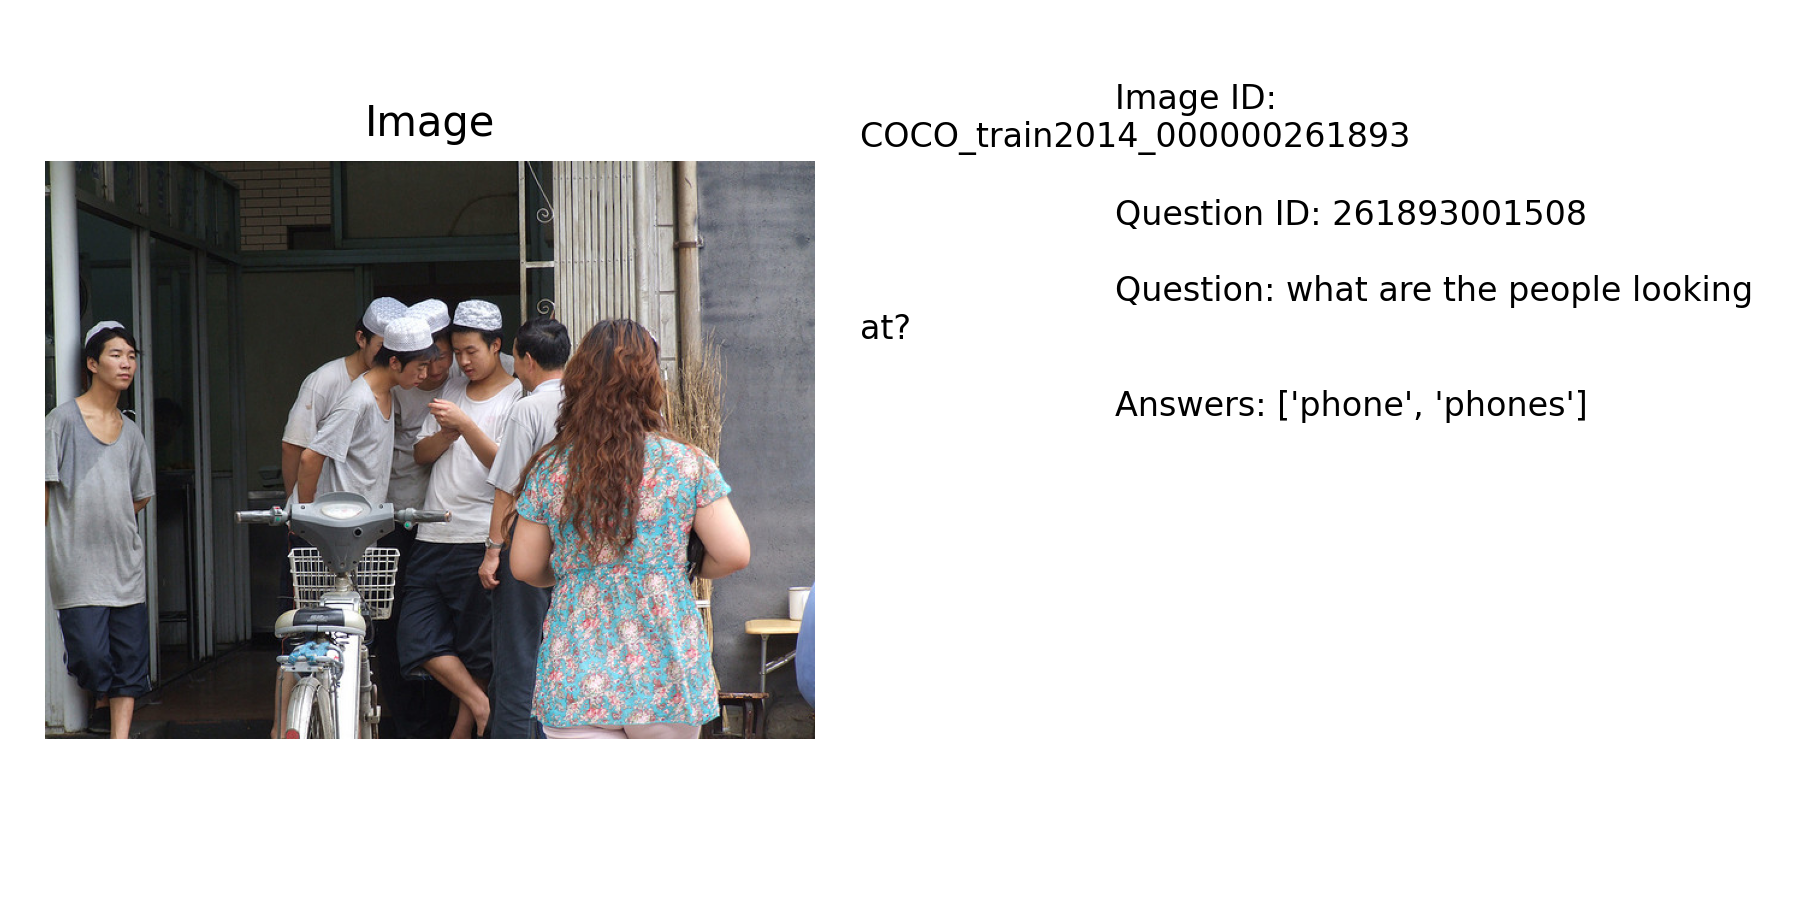 Image
Image ID:
COCO_train2014_000000261893
Question ID: 261893001508
Question: what are the people looking
at?
Answers: ['phone', 'phones']